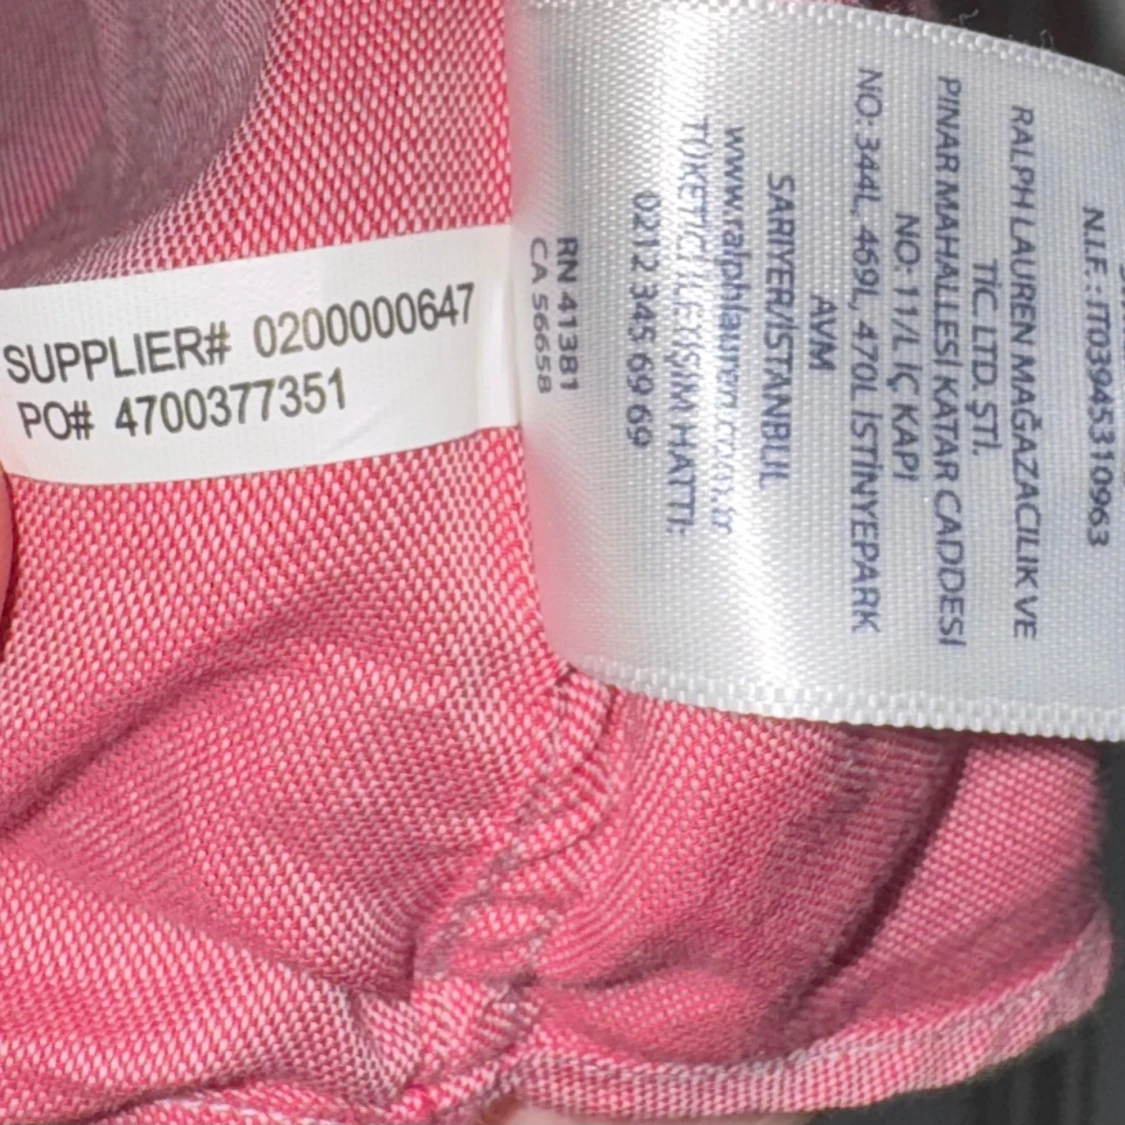 SUPPLIER# 0200000647
PO# 4700377351
N.I.F.: IT03945310963
RALPH LAUREN MAĞAZACILIK VE
TİC. LTD. ŞTİ.
PINAR MAHALLESİ KATAR CADDESİ
NO: 11/L İÇ KAPI
NO: 344L, 469L, 470L İSTİNYEPARK
AVM
SARIYER/İSTANBUL
www.ralphlauren.com.tr
TÜKETİCİ İLETİŞİM HATTI:
0212 345 69 69
RN 41381
CA 56658